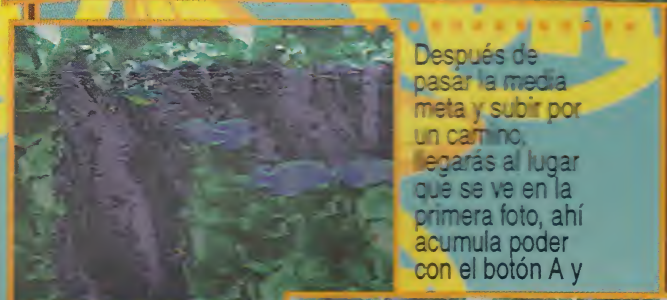 Después de
pasar la media
meta y subir por
un camino,
llegarás al lugar
que se ve en la
primera foto, ahí
acumula poder
con el botón A y